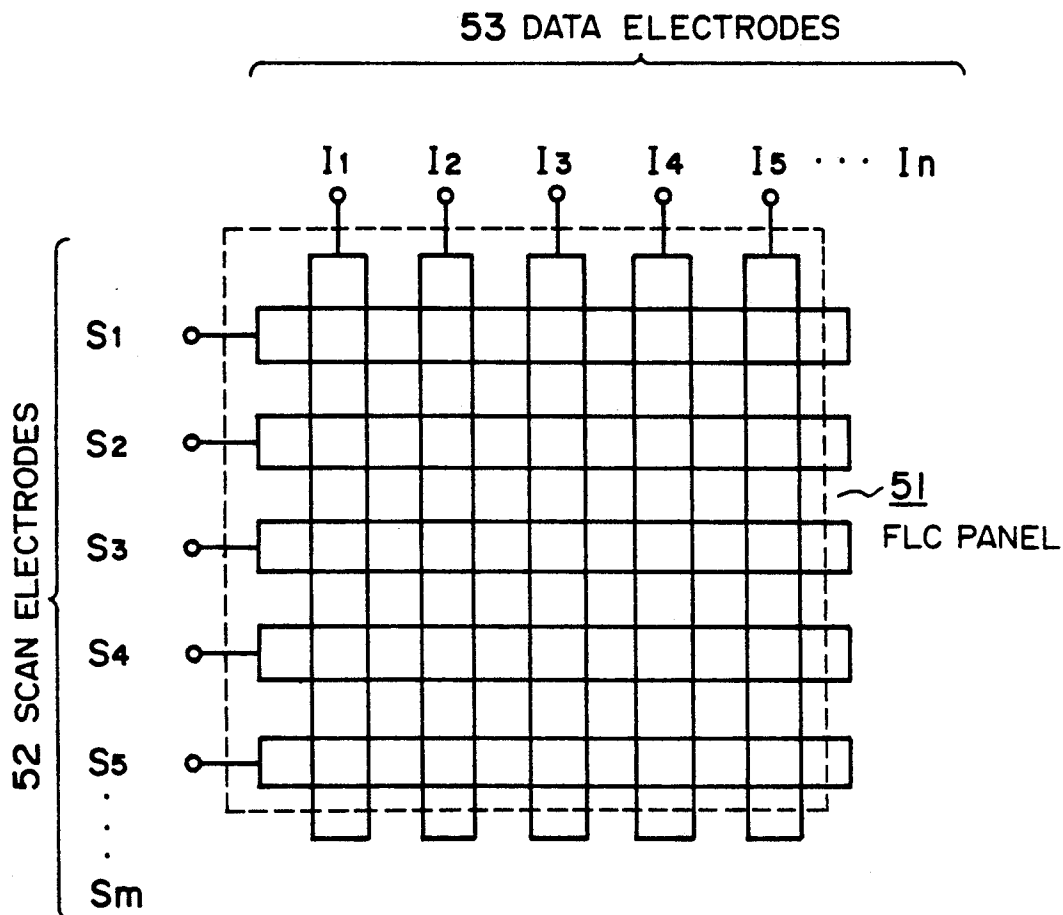 53 DATA ELECTRODES
I1 I2 I3 I4 I5 ··· In
52 SCAN ELECTRODES
S1
S2
S3
S4
S5
·
·
·
Sm
51
FLC PANEL